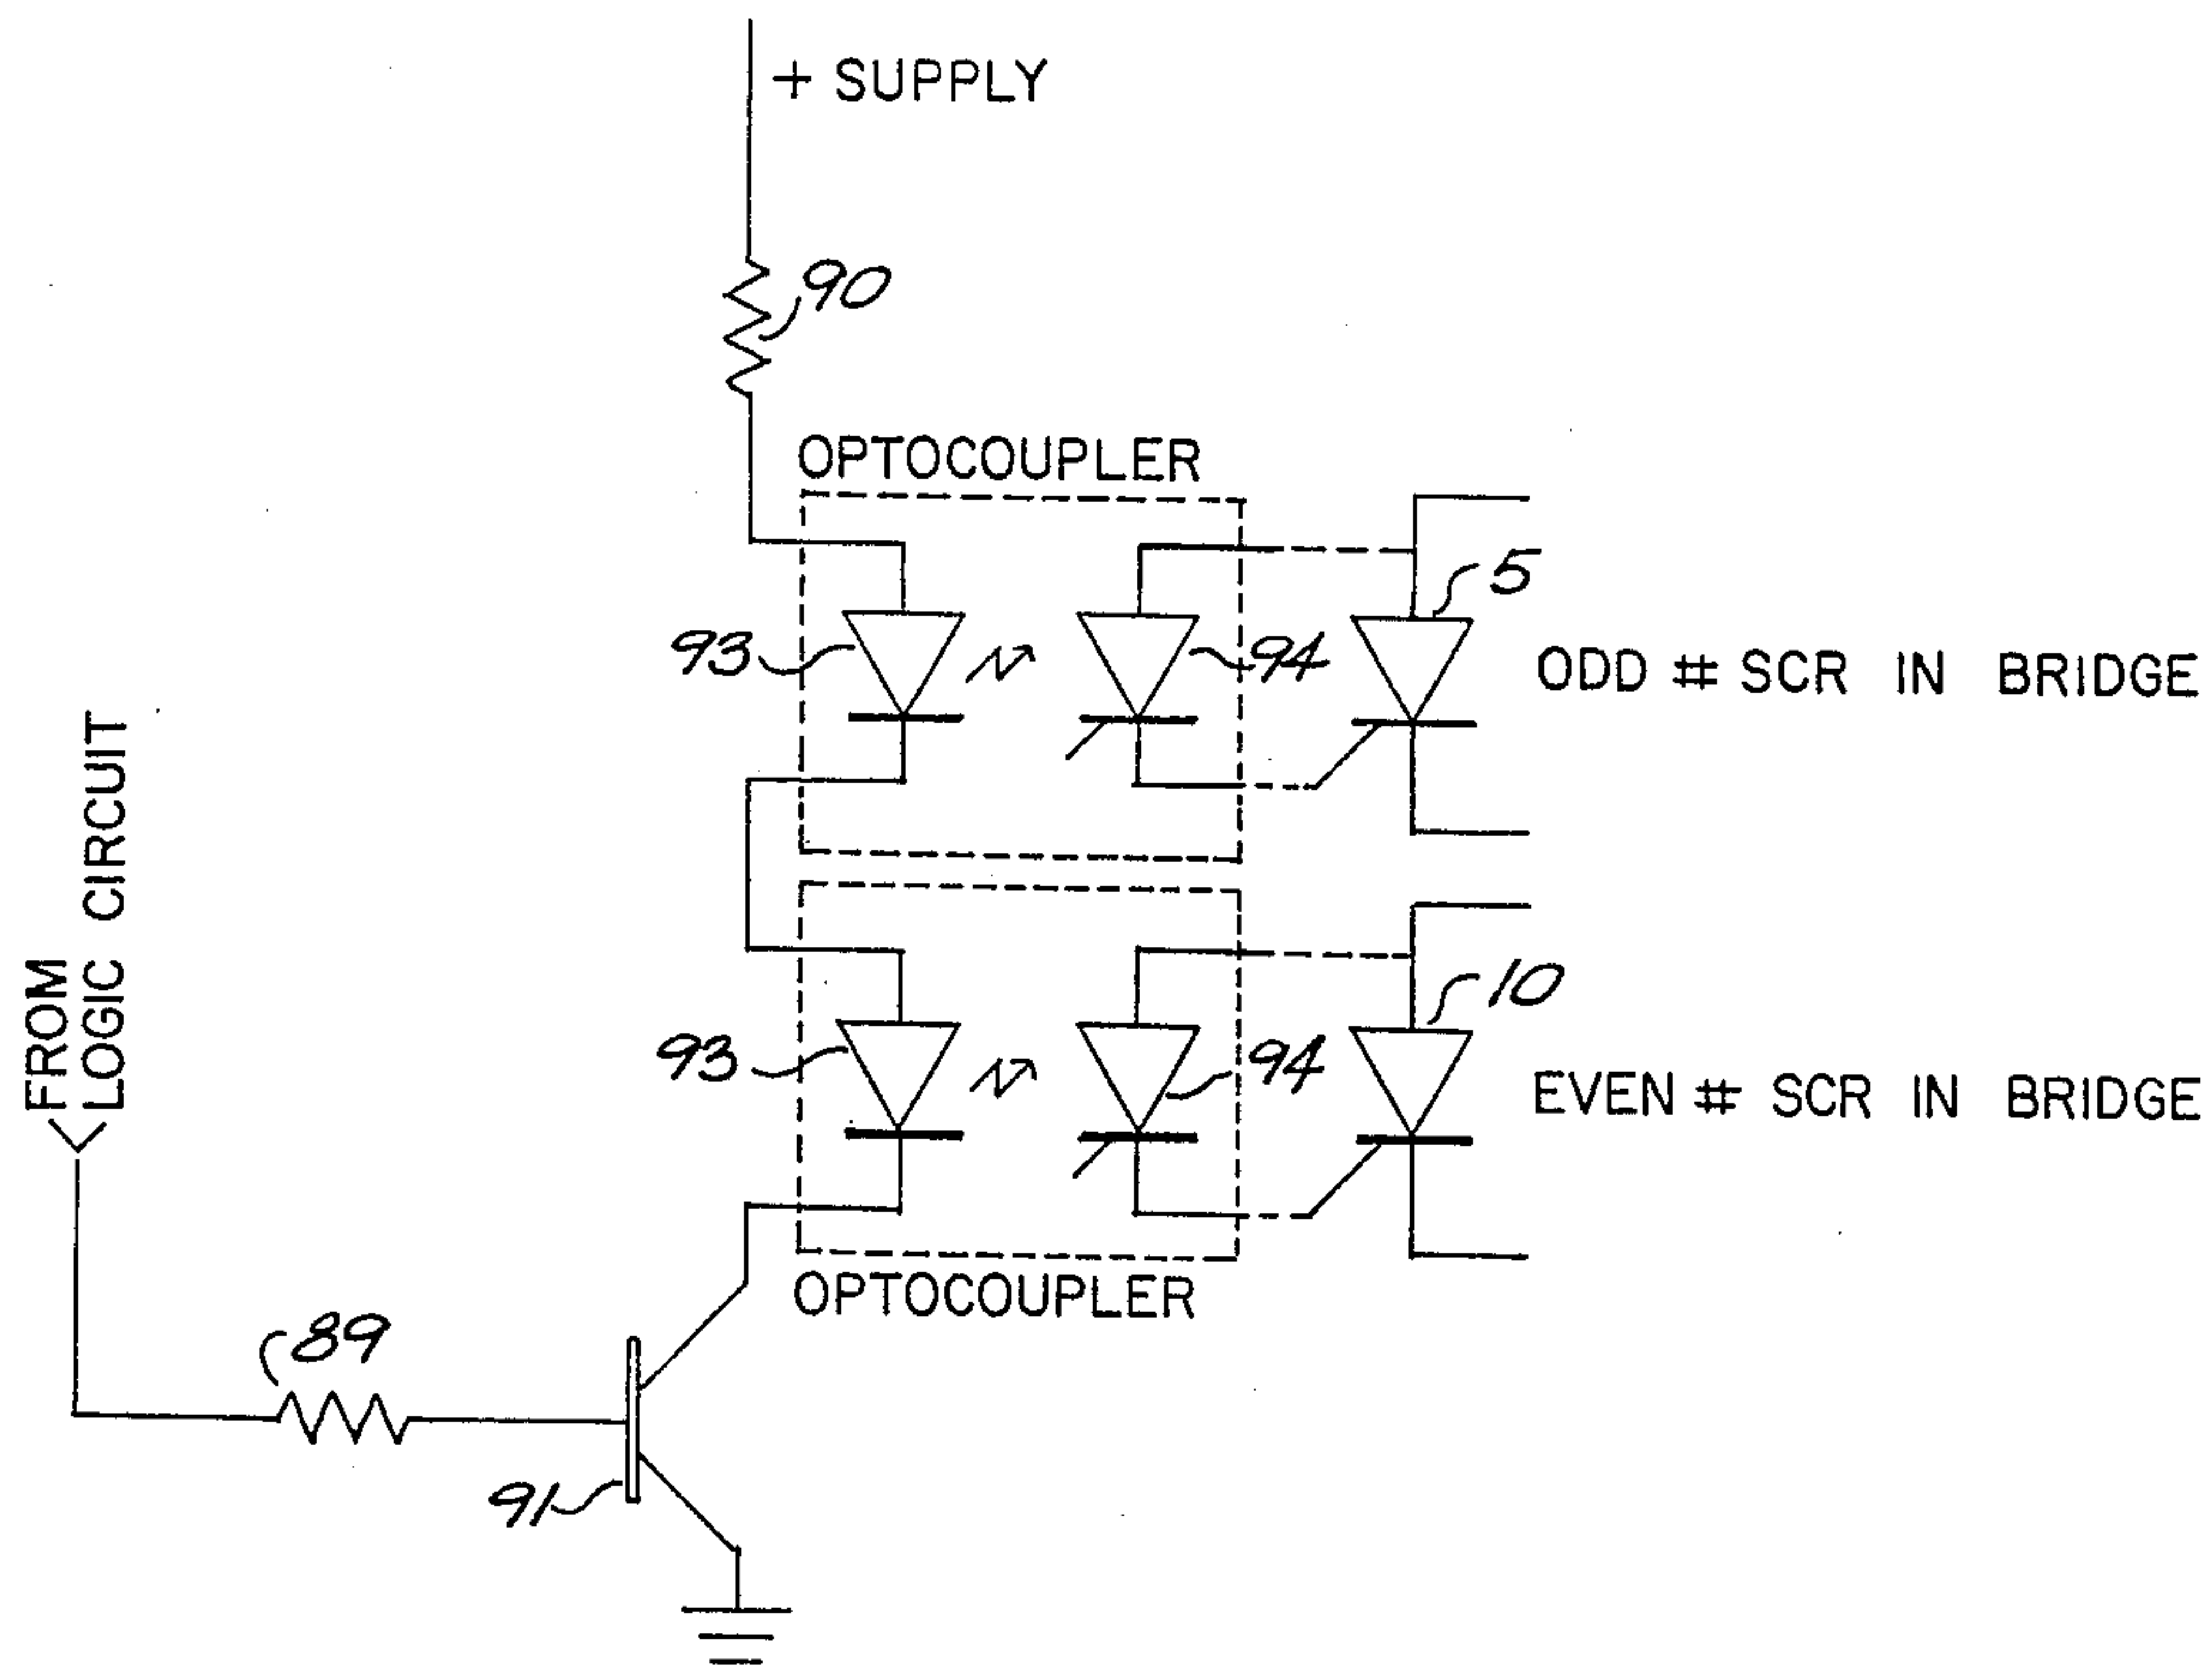 + SUPPLY
90
OPTOCOUPLER
5
93
94
ODD # SCR IN BRIDGE
FROM
LOGIC CIRCUIT
10
93
94
EVEN # SCR IN BRIDGE
OPTOCOUPLER
89
91